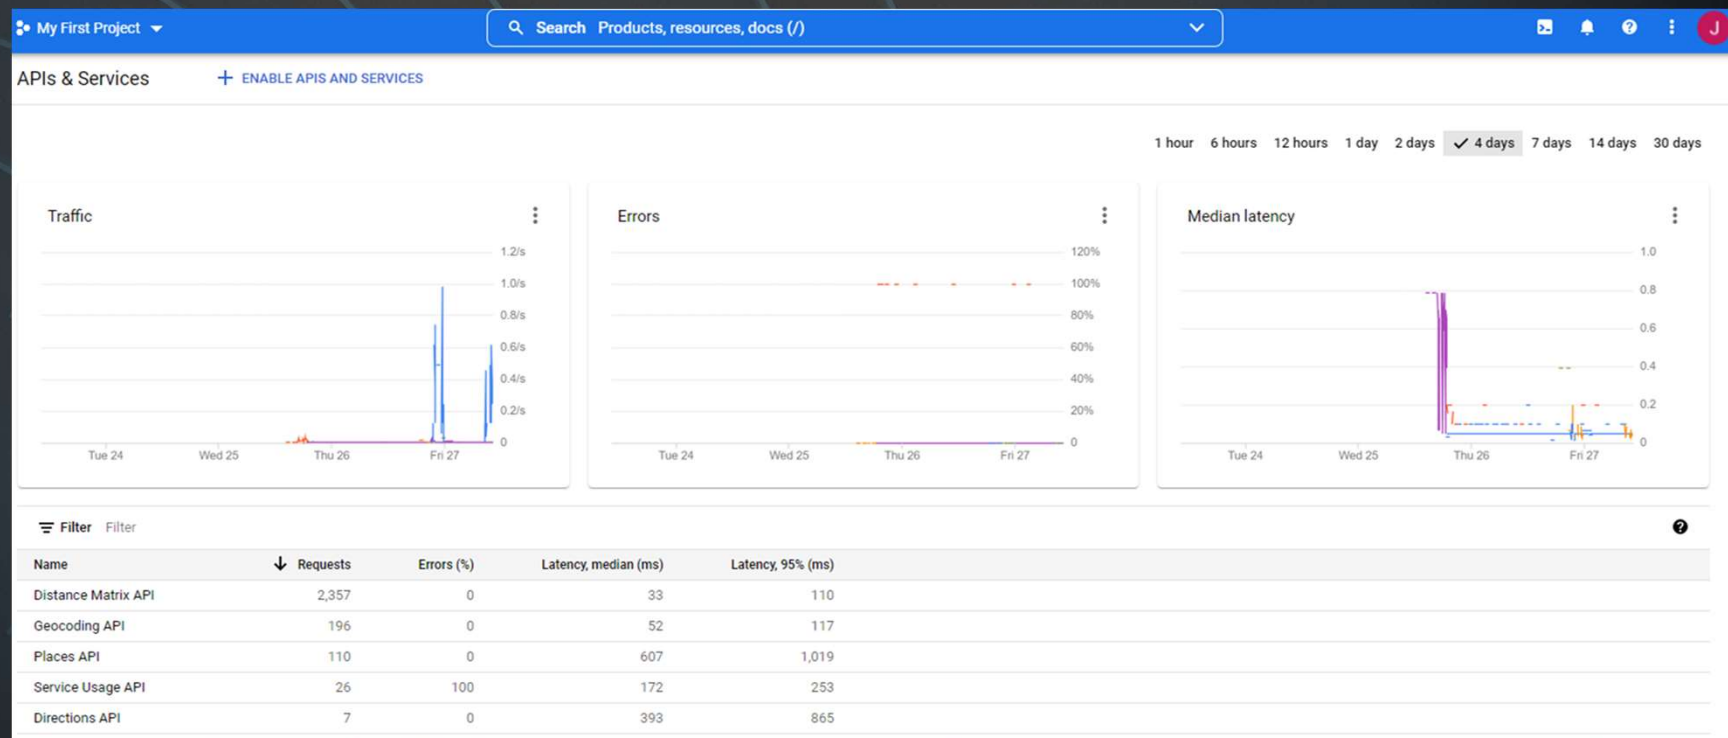 My First Project
Search Products, resources, docs (/)
J
APIs & Services
+ ENABLE APIS AND SERVICES
1 hour 6 hours 12 hours 1 day 2 days 4 days 7 days 14 days 30 days
Traffic
1.2/s
1.0/s
0.8/s
0.6/s
0.4/s
0.2/s
0
Tue 24 Wed 25 Thu 26 Fri 27
Errors
120%
100%
80%
60%
40%
20%
0
Tue 24 Wed 25 Thu 26 Fri 27
Median latency
1.0
0.8
0.6
0.4
0.2
0
Tue 24 Wed 25 Thu 26 Fri 27
Filter Filter
Name Requests Errors (%) Latency, median (ms) Latency, 95% (ms)
Distance Matrix API 2,357 0 33 110
Geocoding API 196 0 52 117
Places API 110 0 607 1,019
Service Usage API 26 100 172 253
Directions API 7 0 393 865